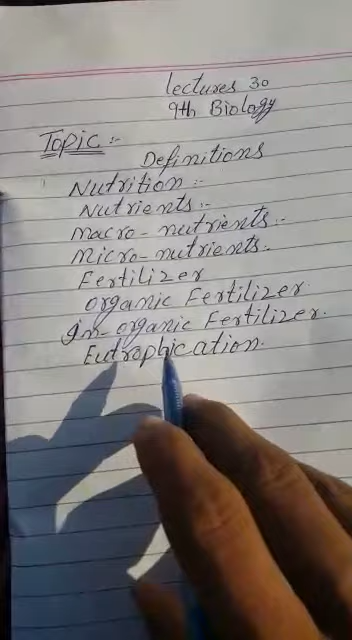 lectures 30
9th Biology
Topic :-
Definitions
Nutrition :-
Nutrients :-
Macro-nutrients :-
Micro-nutrients.
Fertilizer
organic Fertilizer
In-organic Fertilizer.
Eutrophication.